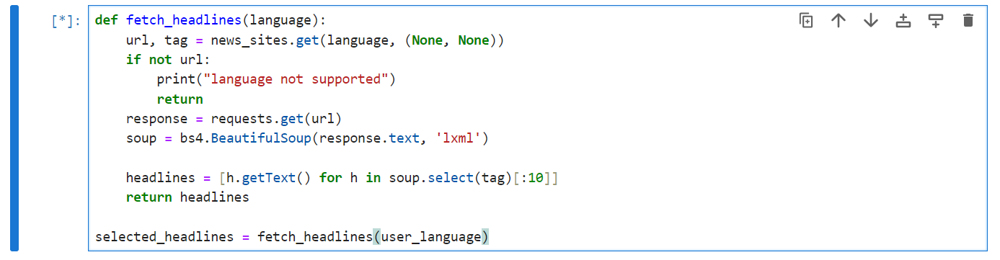 [*]:
def fetch_headlines(language):
    url, tag = news_sites.get(language, (None, None))
    if not url:
        print("language not supported")
        return
    response = requests.get(url)
    soup = bs4.BeautifulSoup(response.text, 'lxml')

    headlines = [h.getText() for h in soup.select(tag)[:10]]
    return headlines

selected_headlines = fetch_headlines(user_language)